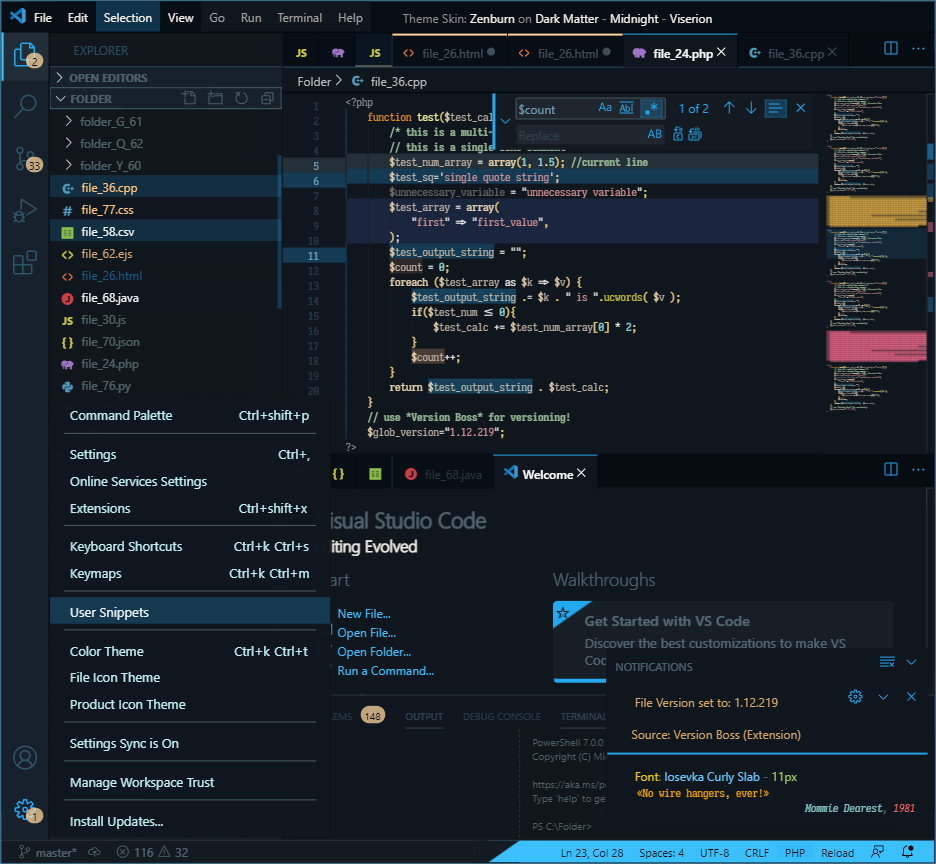 File Edit Selection View Go Run Terminal Help Theme Skin: Zenburn on Dark Matter - Midnight - Viserion
2 EXPLORER JS JS file_26.html file_26.html file_24.php file_36.php
OPEN EDITORS
Folder file_36.cpp
FOLDER
<?php
function test($test_cal
/* this is a multi-
// this is a single
$count Aa Abl .* 1 of 2
Replace AB
folder_G_61
folder_Q_62
folder_Y_60
33
file_36.cpp
file_77.css
file_58.csv
file_62.ejs
file_26.html
file_68.java
JS file_30.js
file_70.json
file_24.php
file_76.py
1
2
3
4
5 $test_num_array = array(1, 1.5); //current line
6 $test_sq='single quote string';
7 $unnecessary_variable = "unnecessary variable";
8 $test_array = array(
9 "first" => "first_value",
10 );
11 $test_output_string = "";
12 $count = 0;
13 foreach ($test_array as $k => $v) {
14 $test_output_string .= $k . " is ".ucwords( $v );
15 if($test_num ≤ 0){
16 $test_calc += $test_num_array[0] * 2;
17 }
18 $count++;
19 }
20 return $test_output_string . $test_calc;
}
// use *Version Boss* for versioning!
$glob_version="1.12.219";
?>
Command Palette Ctrl+shift+p
Settings Ctrl+,
Online Services Settings
Extensions Ctrl+shift+x
Keyboard Shortcuts Ctrl+k Ctrl+s
Keymaps Ctrl+k Ctrl+m
User Snippets
Color Theme Ctrl+k Ctrl+t
File Icon Theme
Product Icon Theme
Settings Sync is On
Manage Workspace Trust
Install Updates...
1
{} file_68.java Welcome
isual Studio Code
iting Evolved
art
New File...
Open File...
Open Folder...
Run a Command...
Walkthroughs
Get Started with VS Code
Discover the best customizations to make VS
Coc
NOTIFICATIONS
File Version set to: 1.12.219
Source: Version Boss (Extension)
Font: Iosevka Curly Slab - 11px
«No wire hangers, ever!»
Mommie Dearest, 1981
EMS 148 OUTPUT DEBUG CONSOLE TERMINAL
PowerShell 7.0.0
Copyright (C) Mi
https://aka.ms/po
Type 'help' to ge
PS C:\Folder>
master* 116 32 Ln 23, Col 28 Spaces: 4 UTF-8 CRLF PHP Reload